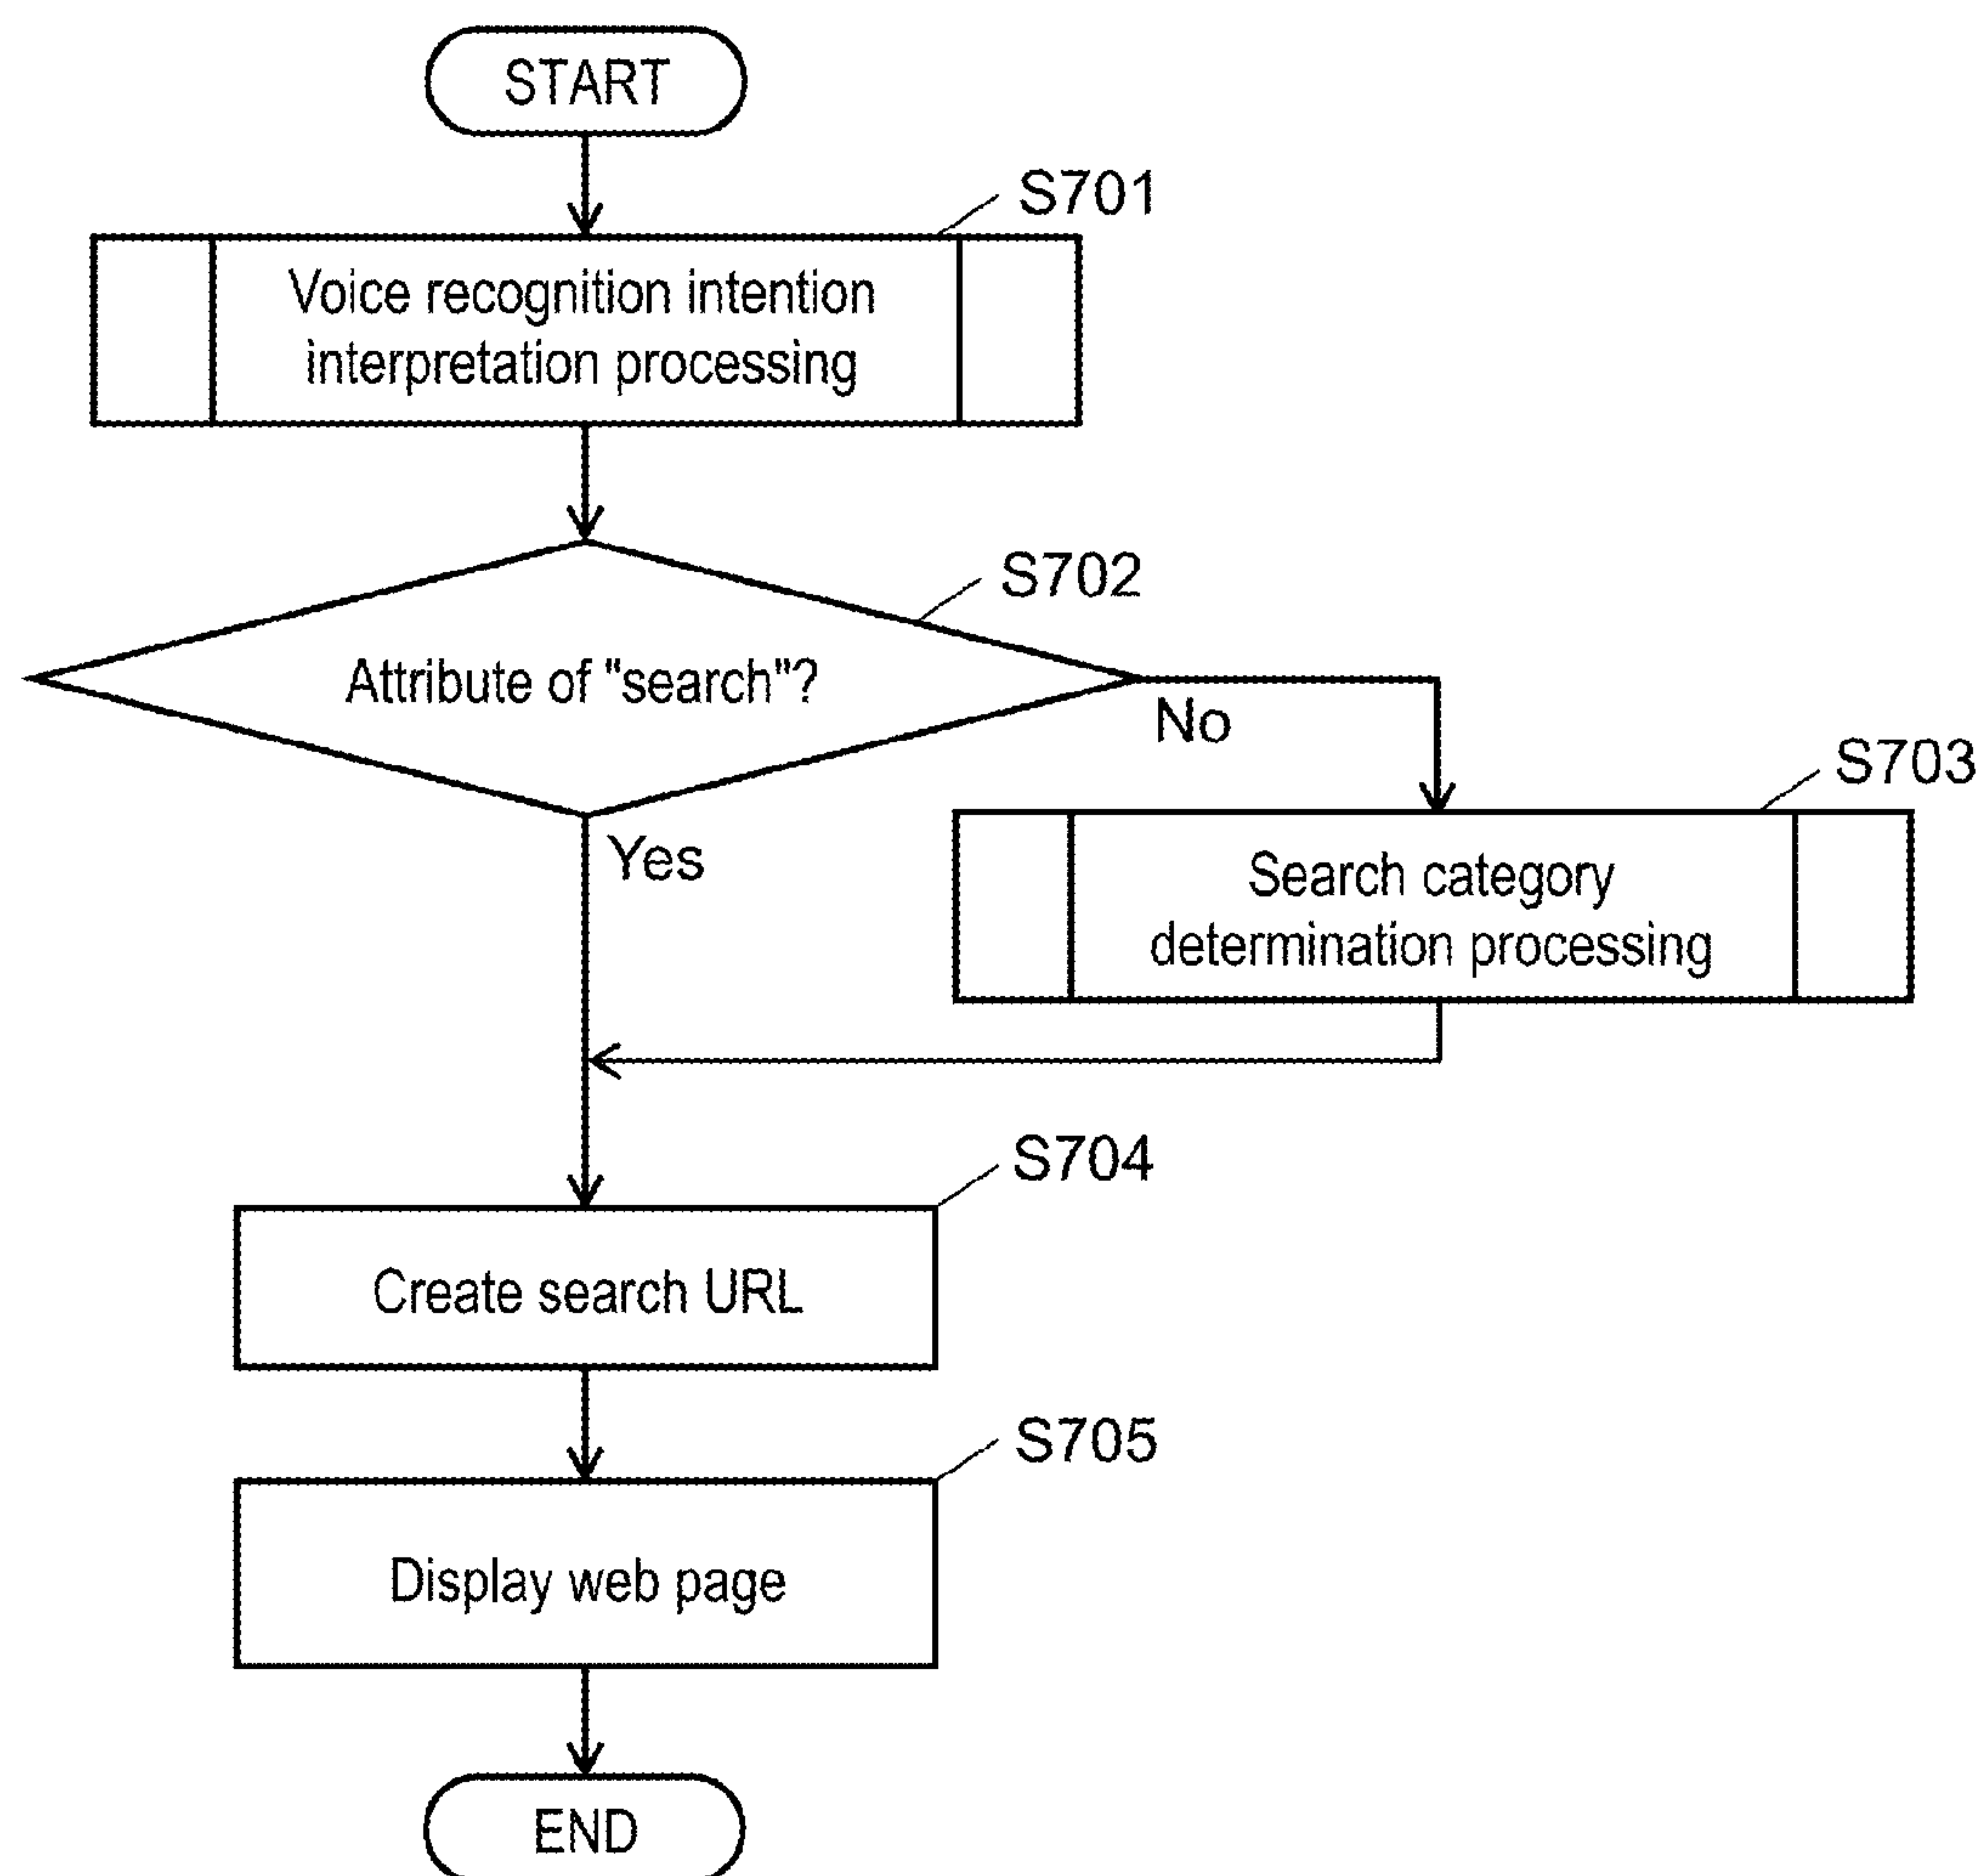 START
S701
Voice recognition intention
interpretation processing
S702
Attribute of "search"?
No
S703
Yes
Search category
determination processing
S704
Create search URL
S705
Display web page
END